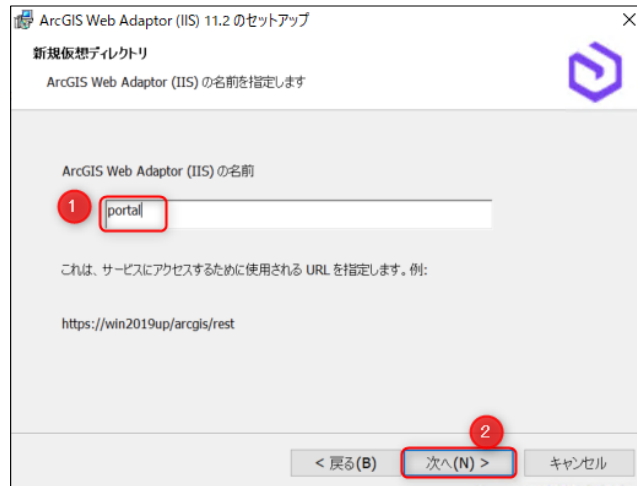 ArcGIS Web Adaptor (IIS) 11.2 のセットアップ
新規仮想ディレクトリ
ArcGIS Web Adaptor (IIS) の名前を指定します
ArcGIS Web Adaptor (IIS) の名前
1
portal
これは、サービスにアクセスするために使用される URL を指定します。例:
https://win2019up/arcgis/rest
2
< 戻る(B) 次へ(N) > キャンセル